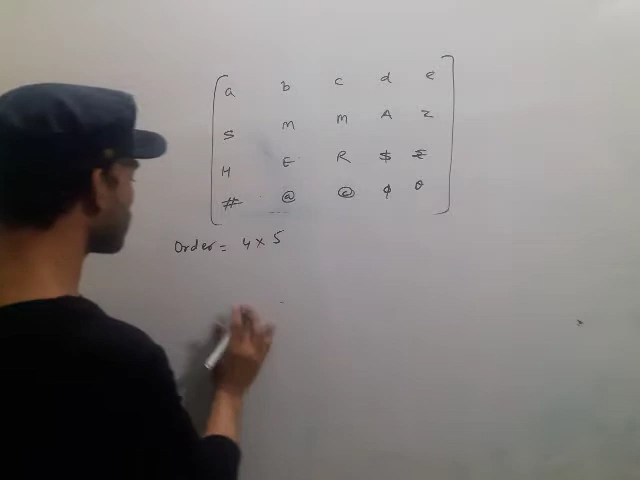 a b c d e
S m m A z
H E R $ €
# @ @ φ θ
Order = 4 × 5